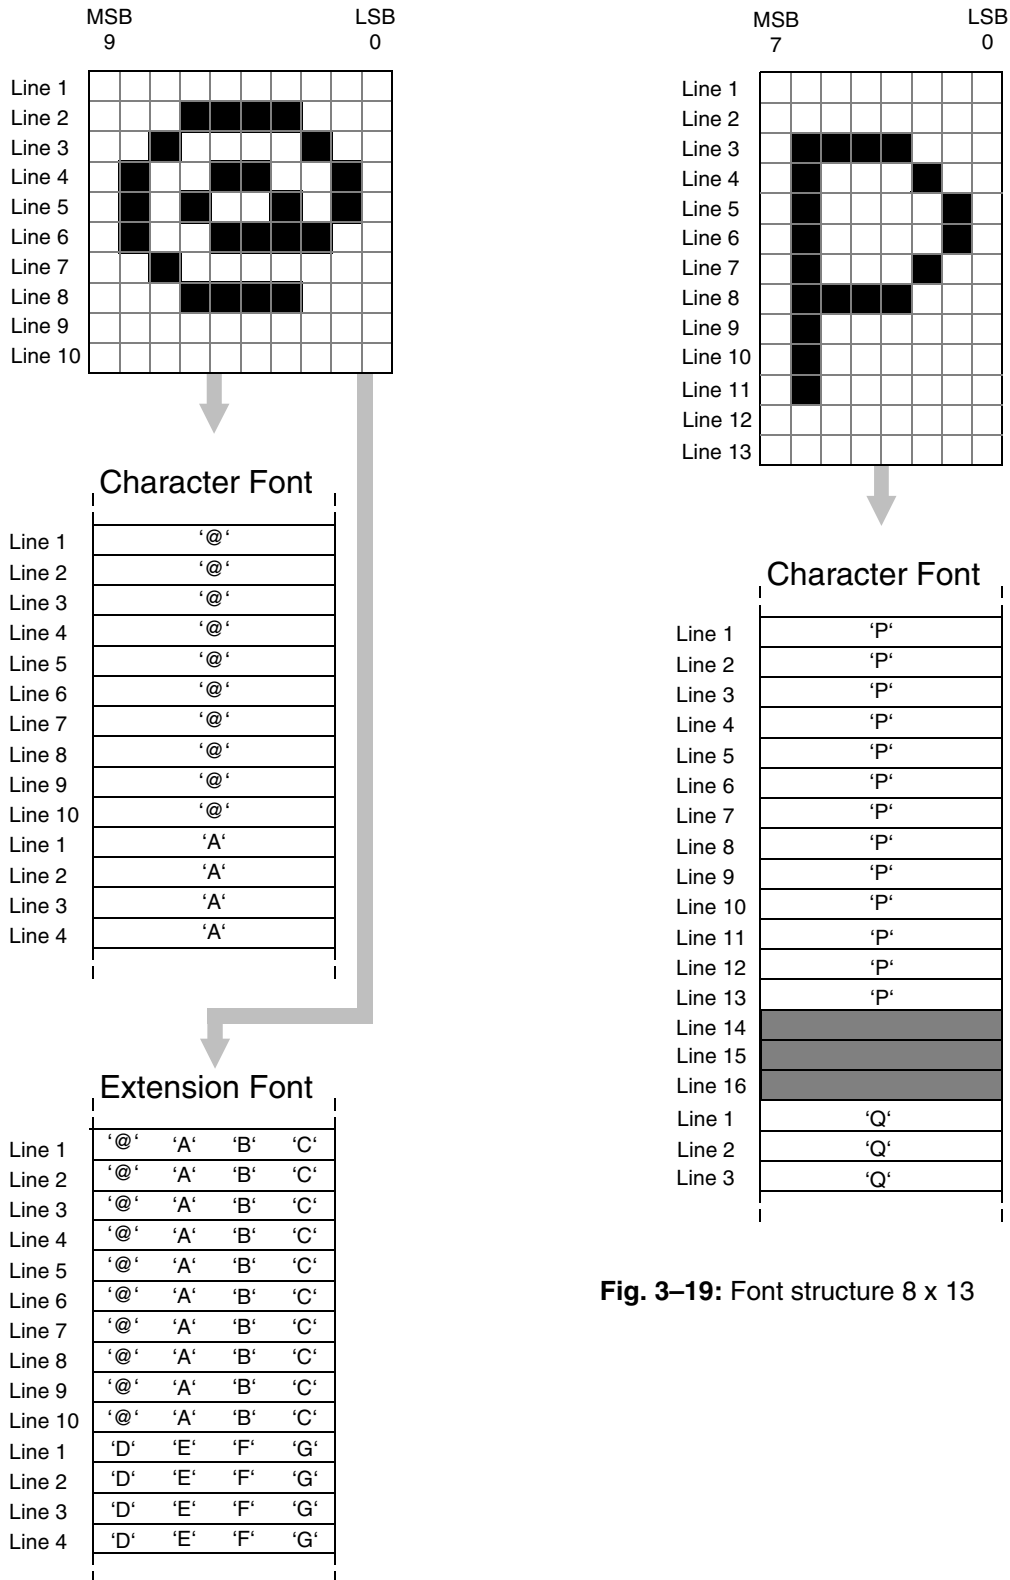 MSB LSB
9 0
Line 1
Line 2
Line 3
Line 4
Line 5
Line 6
Line 7
Line 8
Line 9
Line 10
Character Font
Line 1 ‘@‘
Line 2 ‘@‘
Line 3 ‘@‘
Line 4 ‘@‘
Line 5 ‘@‘
Line 6 ‘@‘
Line 7 ‘@‘
Line 8 ‘@‘
Line 9 ‘@‘
Line 10 ‘@‘
Line 1 ‘A‘
Line 2 ‘A‘
Line 3 ‘A‘
Line 4 ‘A‘
Extension Font
Line 1 ‘@‘ ‘A‘ ‘B‘ ‘C‘
Line 2 ‘@‘ ‘A‘ ‘B‘ ‘C‘
Line 3 ‘@‘ ‘A‘ ‘B‘ ‘C‘
Line 4 ‘@‘ ‘A‘ ‘B‘ ‘C‘
Line 5 ‘@‘ ‘A‘ ‘B‘ ‘C‘
Line 6 ‘@‘ ‘A‘ ‘B‘ ‘C‘
Line 7 ‘@‘ ‘A‘ ‘B‘ ‘C‘
Line 8 ‘@‘ ‘A‘ ‘B‘ ‘C‘
Line 9 ‘@‘ ‘A‘ ‘B‘ ‘C‘
Line 10 ‘@‘ ‘A‘ ‘B‘ ‘C‘
Line 1 ‘D‘ ‘E‘ ‘F‘ ‘G‘
Line 2 ‘D‘ ‘E‘ ‘F‘ ‘G‘
Line 3 ‘D‘ ‘E‘ ‘F‘ ‘G‘
Line 4 ‘D‘ ‘E‘ ‘F‘ ‘G‘
MSB LSB
7 0
Line 1
Line 2
Line 3
Line 4
Line 5
Line 6
Line 7
Line 8
Line 9
Line 10
Line 11
Line 12
Line 13
Character Font
Line 1 ‘P‘
Line 2 ‘P‘
Line 3 ‘P‘
Line 4 ‘P‘
Line 5 ‘P‘
Line 6 ‘P‘
Line 7 ‘P‘
Line 8 ‘P‘
Line 9 ‘P‘
Line 10 ‘P‘
Line 11 ‘P‘
Line 12 ‘P‘
Line 13 ‘P‘
Line 14
Line 15
Line 16
Line 1 ‘Q‘
Line 2 ‘Q‘
Line 3 ‘Q‘
Fig. 3–19: Font structure 8 x 13